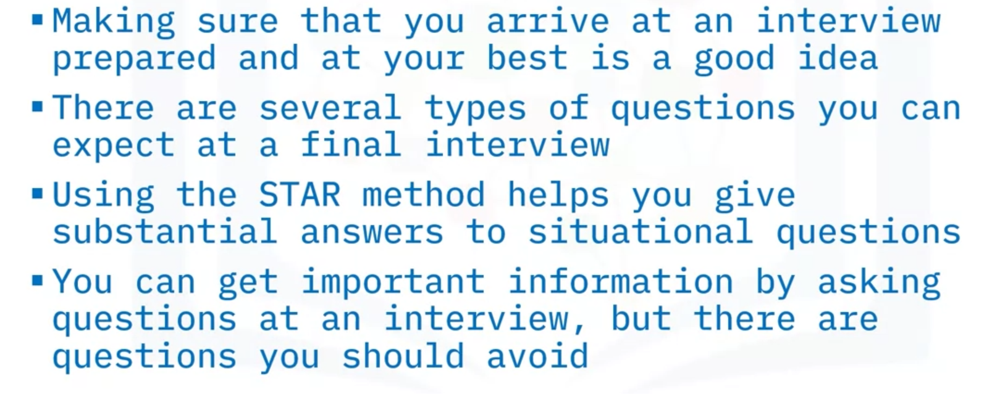 ▪Making sure that you arrive at an interview
prepared and at your best is a good idea
▪There are several types of questions you can
expect at a final interview
▪Using the STAR method helps you give
substantial answers to situational questions
▪You can get important information by asking
questions at an interview, but there are
questions you should avoid